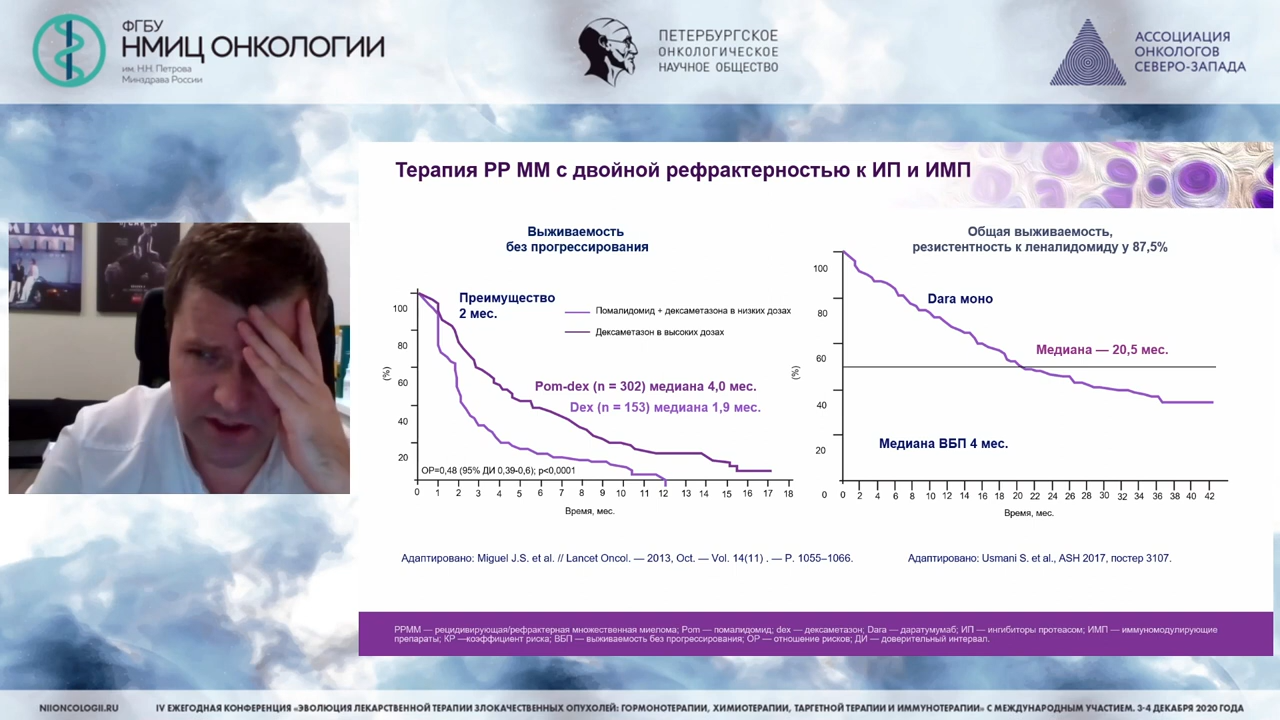 ФГБУ
НМИЦ ОНКОЛОГИИ
им. Н.Н. Петрова
Минздрава России
ПЕТЕРБУРГСКОЕ
ОНКОЛОГИЧЕСКОЕ
НАУЧНОЕ ОБЩЕСТВО
АССОЦИАЦИЯ
ОНКОЛОГОВ
СЕВЕРО-ЗАПАДА
Терапия РР ММ с двойной рефрактерностью к ИП и ИМП
Выживаемость
без прогрессирования
Преимущество
2 мес.
Помалидомид + дексаметазона в низких дозах
Дексаметазон в высоких дозах
Pom-dex (n = 302) медиана 4,0 мес.
Dex (n = 153) медиана 1,9 мес.
ОР=0,48 (95% ДИ 0,39-0,6); p<0,0001
(%)
100
80
60
40
20
0 1 2 3 4 5 6 7 8 9 10 11 12 13 14 15 16 17 18
Время, мес.
Общая выживаемость,
резистентность к леналидомиду у 87,5%
Dara моно
Медиана — 20,5 мес.
Медиана ВБП 4 мес.
(%)
100
80
60
40
20
0
0 2 4 6 8 10 12 14 16 18 20 22 24 26 28 30 32 34 36 38 40 42
Время, мес.
Адаптировано: Miguel J.S. et al. // Lancet Oncol. — 2013, Oct. — Vol. 14(11) . — P. 1055–1066.
Адаптировано: Usmani S. et al., ASH 2017, постер 3107.
РРММ — рецидивирующая/рефрактерная множественная миелома; Pom — помалидомид; dex — дексаметазон; Dara — даратумумаб; ИП — ингибиторы протеасом; ИМП — иммуномодулирующие
препараты; КР —коэффициент риска; ВБП — выживаемость без прогрессирования; ОР — отношение рисков; ДИ — доверительный интервал.
NIIONCOLOGII.RU
IV ЕЖЕГОДНАЯ КОНФЕРЕНЦИЯ «ЭВОЛЮЦИЯ ЛЕКАРСТВЕННОЙ ТЕРАПИИ ЗЛОКАЧЕСТВЕННЫХ ОПУХОЛЕЙ: ГОРМОНОТЕРАПИИ, ХИМИОТЕРАПИИ, ТАРГЕТНОЙ ТЕРАПИИ И ИММУНОТЕРАПИИ» С МЕЖДУНАРОДНЫМ УЧАСТИЕМ. 3-4 ДЕКАБРЯ 2020 ГОДА